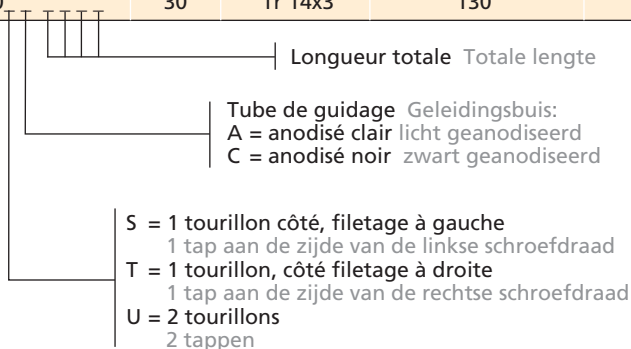 30 Tr 14x3 130
Longueur totale Totale lengte
Tube de guidage Geleidingsbuis:
A = anodisé clair licht geanodiseerd
C = anodisé noir zwart geanodiseerd
S = 1 tourillon côté, filetage à gauche
1 tap aan de zijde van de linkse schroefdraad
T = 1 tourillon, côté filetage à droite
1 tap aan de zijde van de rechtse schroefdraad
U = 2 tourillons
2 tappen